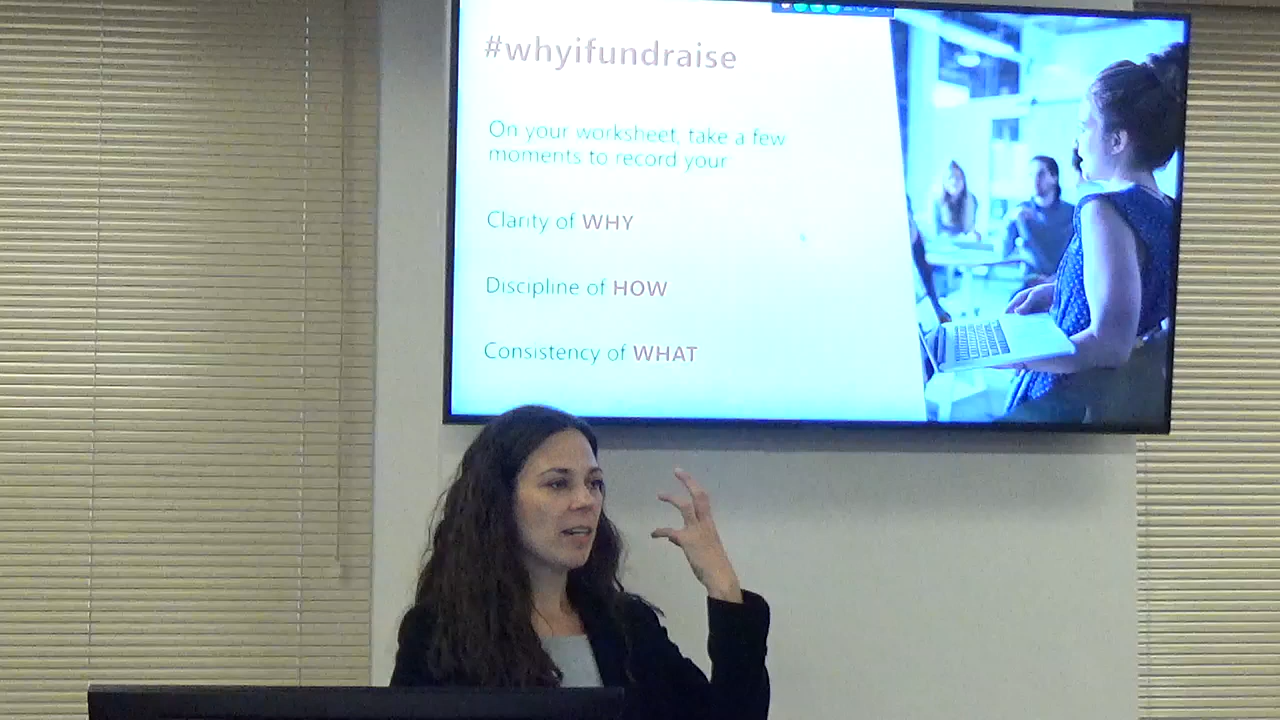 #whyifundraise
On your worksheet, take a few
moments to record your
Clarity of WHY
Discipline of HOW
Consistency of WHAT